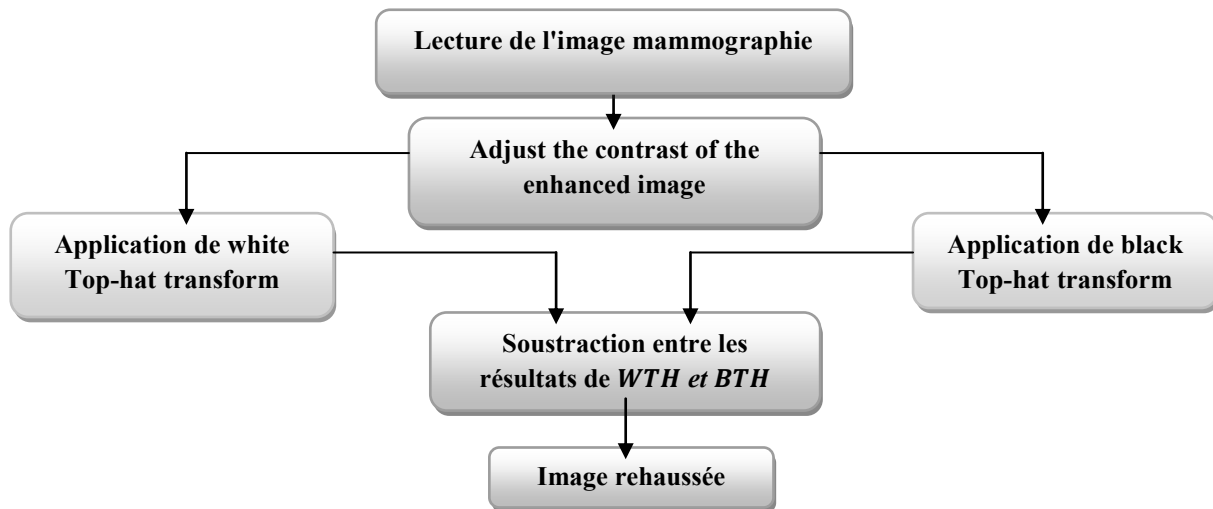 Lecture de l'image mammographie
Adjust the contrast of the
enhanced image
Application de white
Top-hat transform
Application de black
Top-hat transform
Soustraction entre les
résultats de WTH et BTH
Image rehaussée